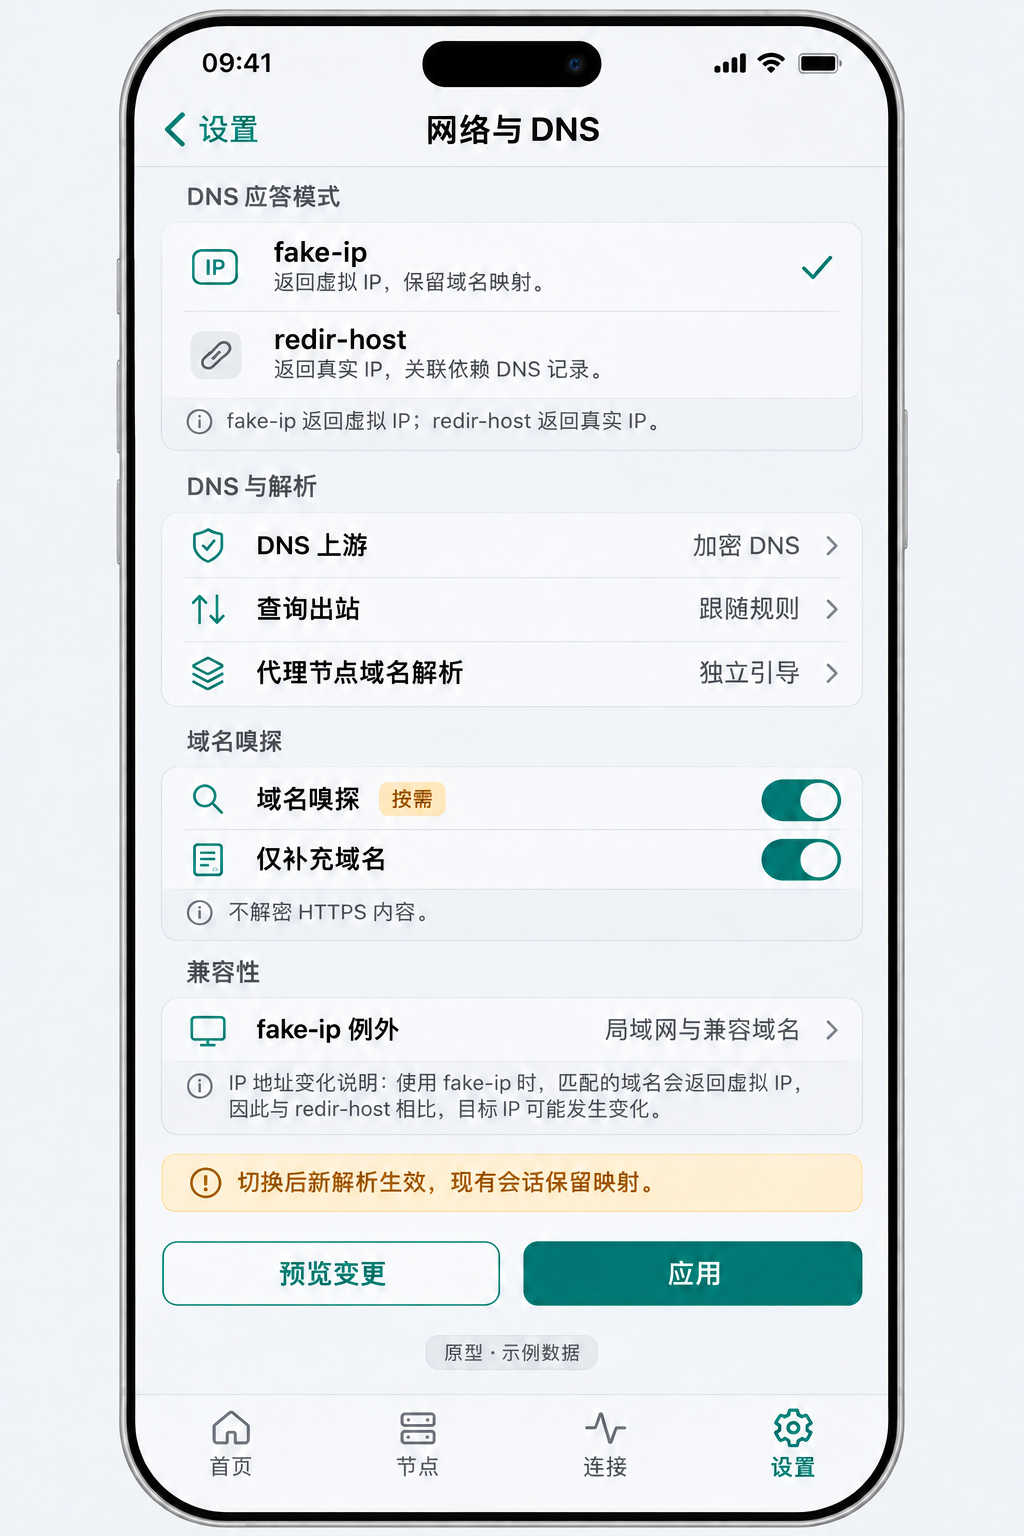 09:41
设置
网络与 DNS
DNS 应答模式
IP
fake-ip
返回虚拟 IP，保留域名映射。
redir-host
返回真实 IP，关联依赖 DNS 记录。
fake-ip 返回虚拟 IP；redir-host 返回真实 IP。
DNS 与解析
DNS 上游 加密 DNS
查询出站 跟随规则
代理节点域名解析 独立引导
域名嗅探
域名嗅探 按需
仅补充域名
不解密 HTTPS 内容。
兼容性
fake-ip 例外 局域网与兼容域名
IP 地址变化说明：使用 fake-ip 时，匹配的域名会返回虚拟 IP，
因此与 redir-host 相比，目标 IP 可能发生变化。
切换后新解析生效，现有会话保留映射。
预览变更 应用
原型 · 示例数据
首页 节点 连接 设置